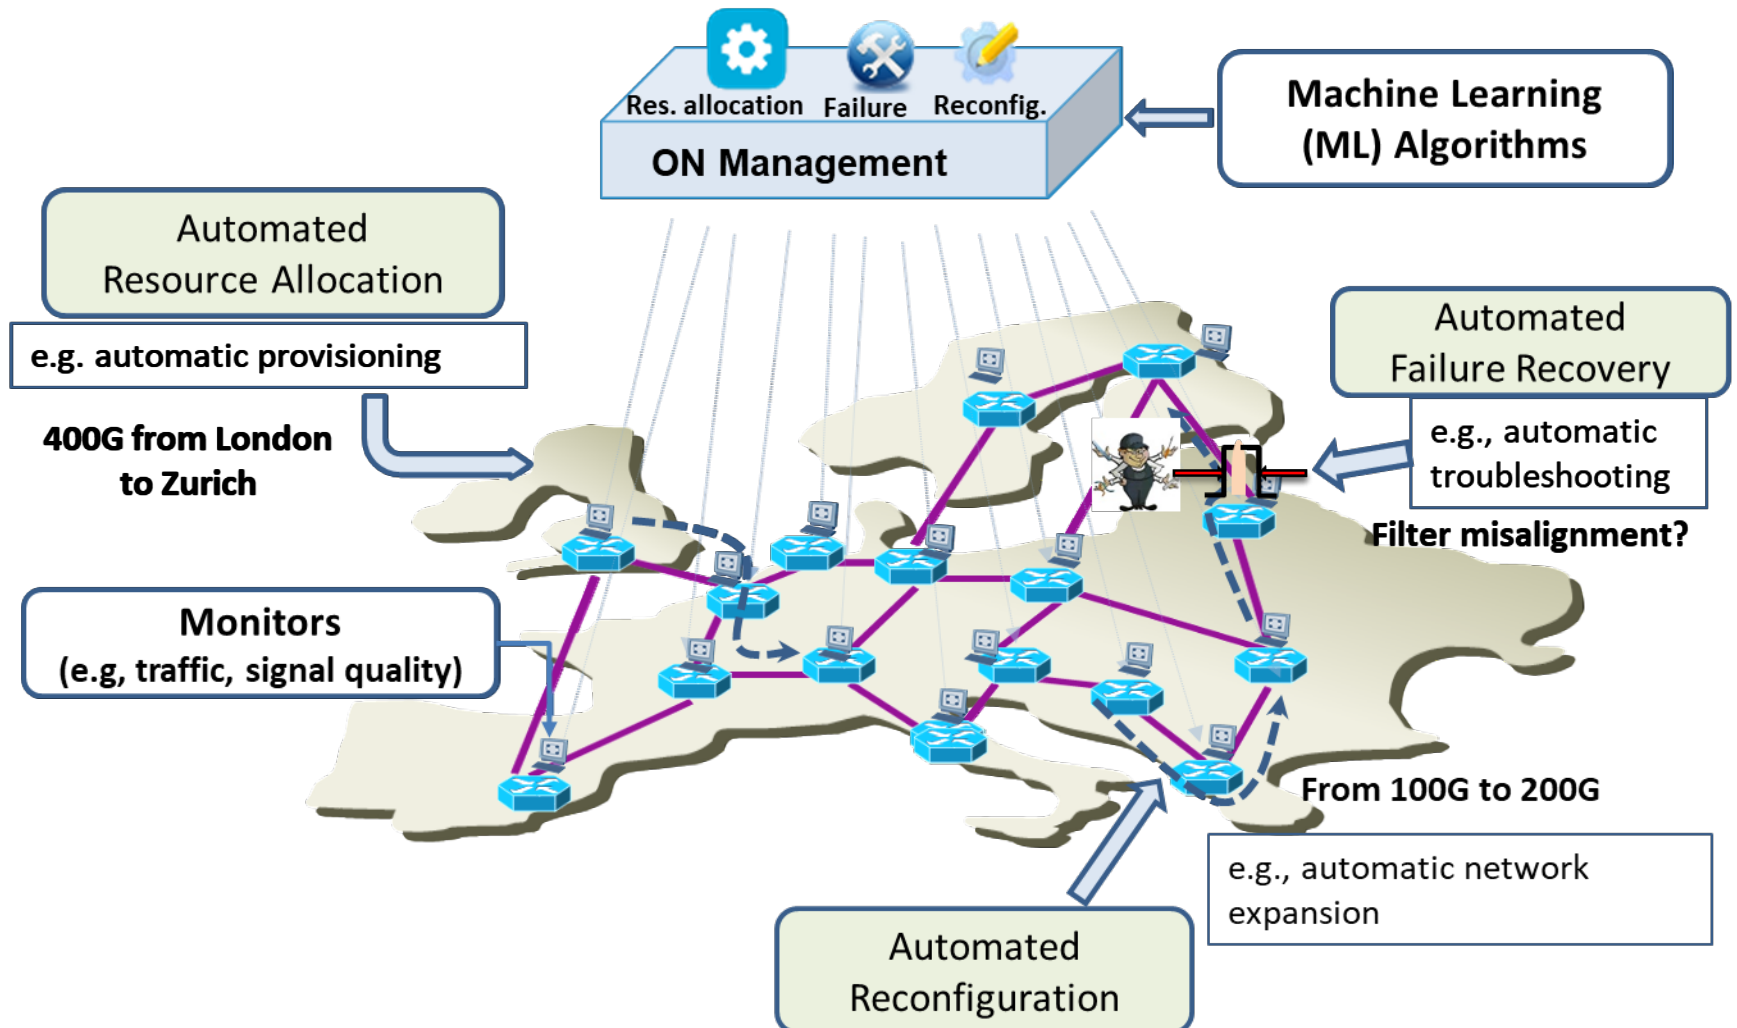 Res. allocation Failure Reconfig.
ON Management
Machine Learning
(ML) Algorithms
Automated
Resource Allocation
e.g. automatic provisioning
400G from London
to Zurich
Automated
Failure Recovery
e.g., automatic
troubleshooting
Filter misalignment?
Monitors
(e.g, traffic, signal quality)
From 100G to 200G
e.g., automatic network
expansion
Automated
Reconfiguration